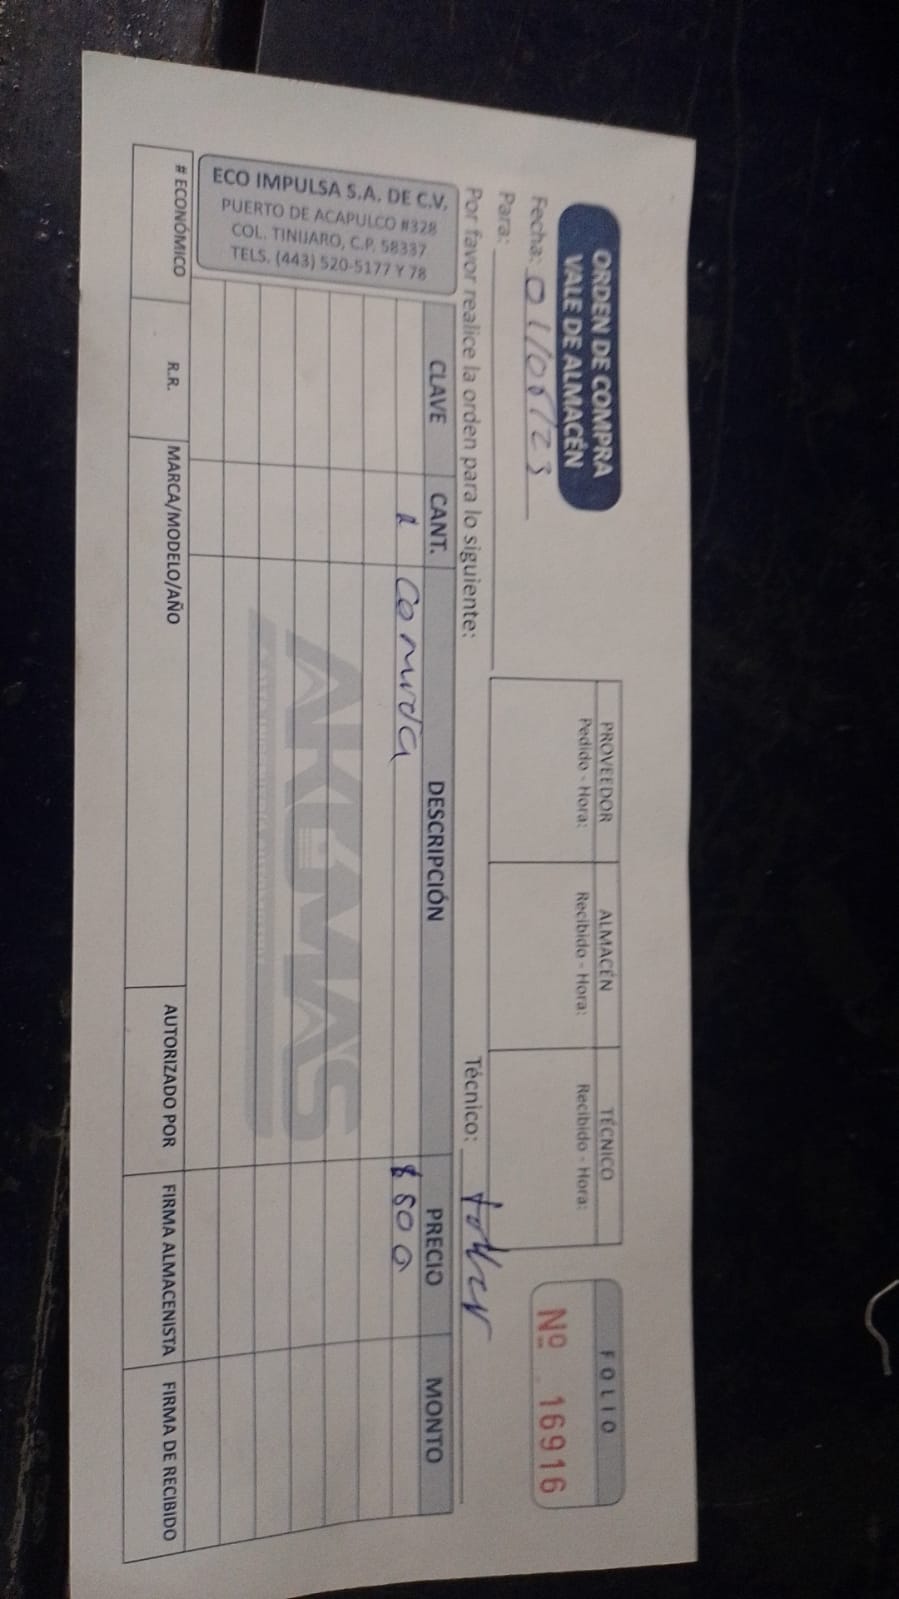 ORDEN DE COMPRA
VALE DE ALMACÉN
Fecha: 01/08/23
Para:
PROVEEDOR
Pedido - Hora:
ALMACÉN
Recibido - Hora:
TÉCNICO
Recibido - Hora:
FOLIO
Nº 16916
Por favor realice la orden para lo siguiente:
Técnico:
ECO IMPULSA S.A. DE C.V.
PUERTO DE ACAPULCO #328
COL. TINIJARO, C.P. 58337
TELS. (443) 520-5177 Y 78
CLAVE CANT. DESCRIPCIÓN PRECIO MONTO
1 Comida $800
AKUMAS
# ECONÓMICO R.R. MARCA/MODELO/AÑO AUTORIZADO POR FIRMA ALMACENISTA FIRMA DE RECIBIDO